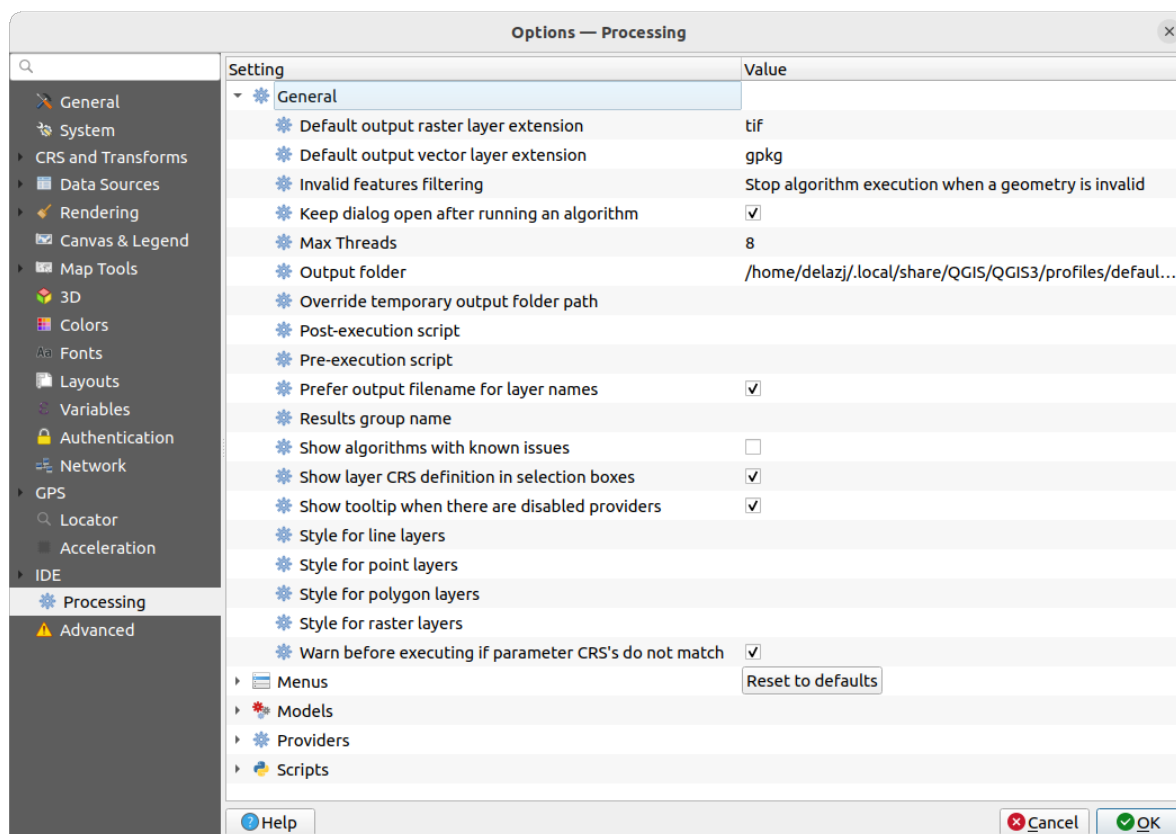 Options — Processing
General
System
CRS and Transforms
Data Sources
Rendering
Canvas & Legend
Map Tools
3D
Colors
Fonts
Layouts
Variables
Authentication
Network
GPS
Locator
Acceleration
IDE
Processing
Advanced
Setting Value
General
Default output raster layer extension tif
Default output vector layer extension gpkg
Invalid features filtering Stop algorithm execution when a geometry is invalid
Keep dialog open after running an algorithm
Max Threads 8
Output folder /home/delazj/.local/share/QGIS/QGIS3/profiles/defaul…
Override temporary output folder path
Post-execution script
Pre-execution script
Prefer output filename for layer names
Results group name
Show algorithms with known issues
Show layer CRS definition in selection boxes
Show tooltip when there are disabled providers
Style for line layers
Style for point layers
Style for polygon layers
Style for raster layers
Warn before executing if parameter CRS's do not match
Menus Reset to defaults
Models
Providers
Scripts
Help Cancel OK